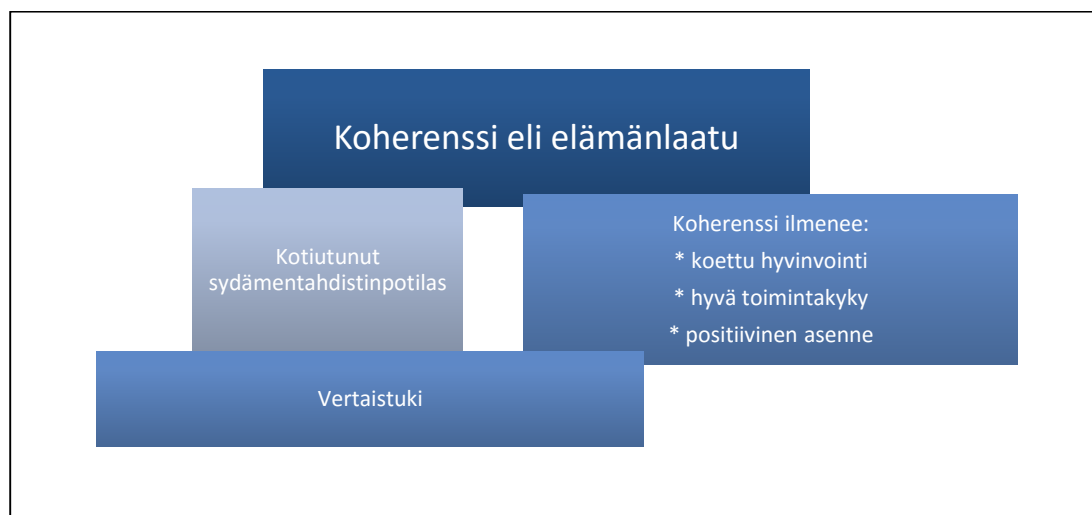 Koherenssi eli elämänlaatu
Kotiutunut
sydämentahdistinpotilas
Koherenssi ilmenee:
* koettu hyvinvointi
* hyvä toimintakyky
* positiivinen asenne
Vertaistuki